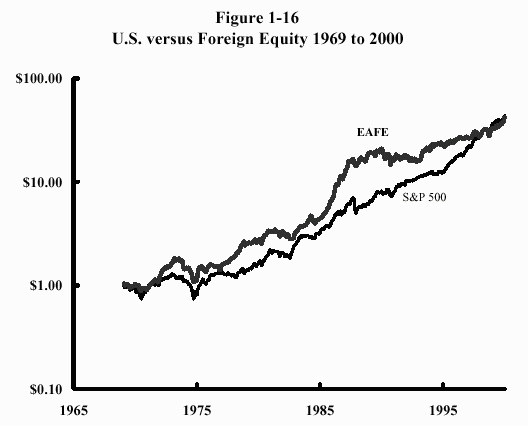 Figure 1-16
U.S. versus Foreign Equity 1969 to 2000
$100.00
EAFE
$10.00
S&P 500
$1.00
$0.10
1965 1975 1985 1995